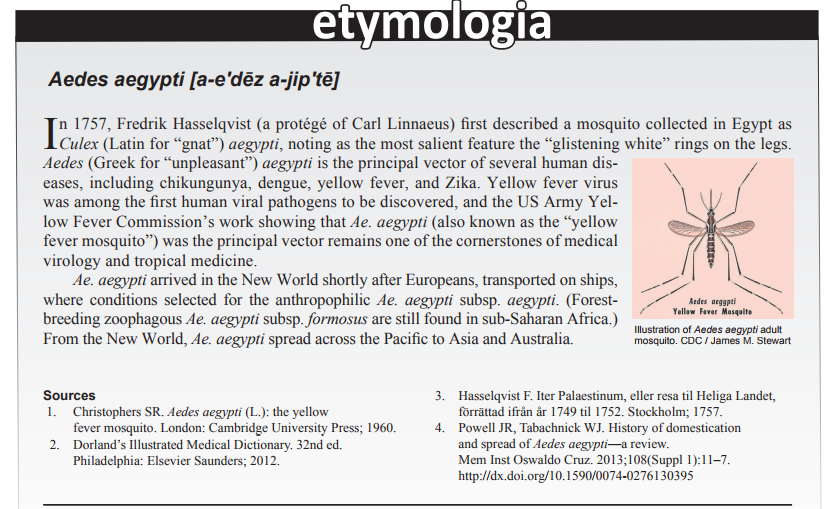 etymologia
Aedes aegypti [a-e'dēz a-jip'tē]
In 1757, Fredrik Hasselqvist (a protégé of Carl Linnaeus) first described a mosquito collected in Egypt as
Culex (Latin for “gnat”) aegypti, noting as the most salient feature the “glistening white” rings on the legs.
Aedes (Greek for “unpleasant”) aegypti is the principal vector of several human dis-
eases, including chikungunya, dengue, yellow fever, and Zika. Yellow fever virus
was among the first human viral pathogens to be discovered, and the US Army Yel-
low Fever Commission’s work showing that Ae. aegypti (also known as the “yellow
fever mosquito”) was the principal vector remains one of the cornerstones of medical
virology and tropical medicine.
Ae. aegypti arrived in the New World shortly after Europeans, transported on ships,
where conditions selected for the anthropophilic Ae. aegypti subsp. aegypti. (Forest-
breeding zoophagous Ae. aegypti subsp. formosus are still found in sub-Saharan Africa.)
From the New World, Ae. aegypti spread across the Pacific to Asia and Australia.
Aedes aegypti
Yellow Fever Mosquito
Illustration of Aedes aegypti adult
mosquito. CDC / James M. Stewart
Sources
1. Christophers SR. Aedes aegypti (L.): the yellow
fever mosquito. London: Cambridge University Press; 1960.
2. Dorland’s Illustrated Medical Dictionary. 32nd ed.
Philadelphia: Elsevier Saunders; 2012.
3. Hasselqvist F. Iter Palaestinum, eller resa til Heliga Landet,
förrättad ifrån år 1749 til 1752. Stockholm; 1757.
4. Powell JR, Tabachnick WJ. History of domestication
and spread of Aedes aegypti—a review.
Mem Inst Oswaldo Cruz. 2013;108(Suppl 1):11–7.
http://dx.doi.org/10.1590/0074-0276130395